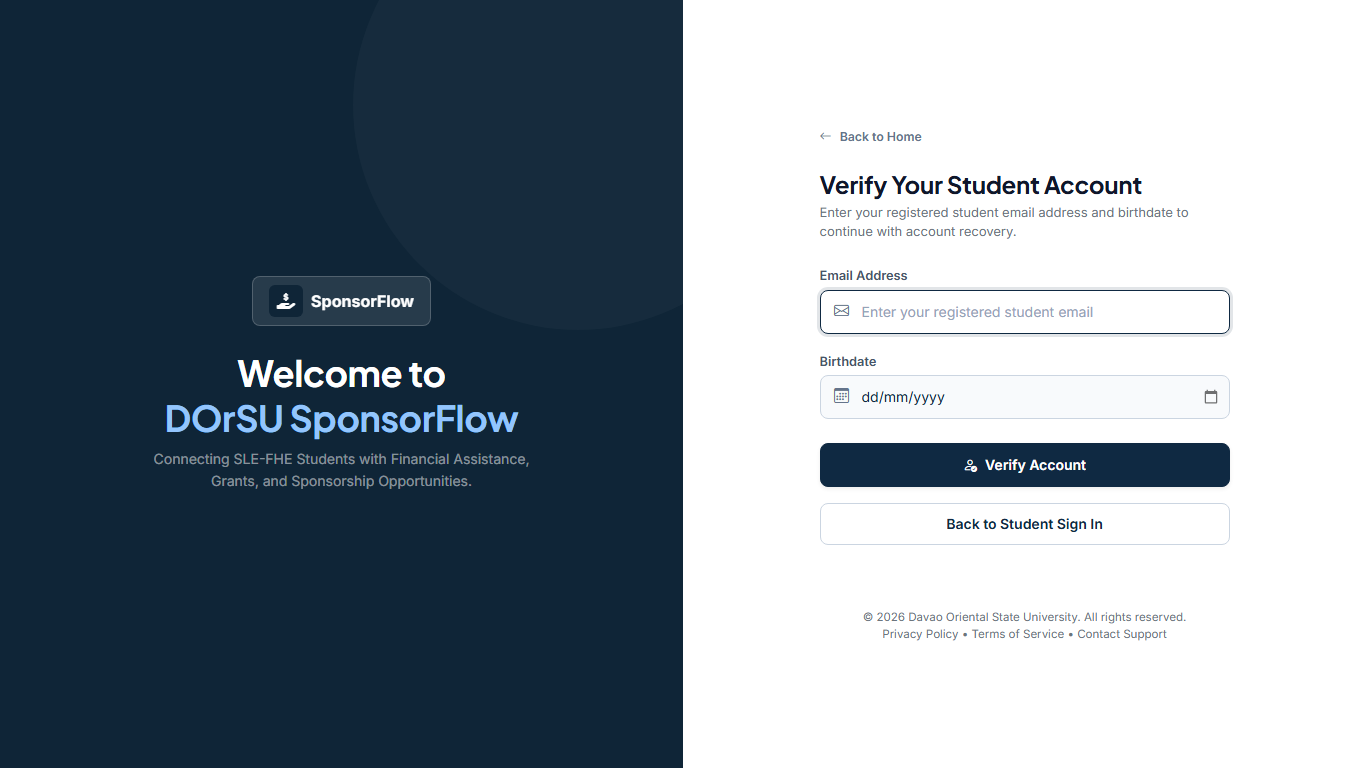 SponsorFlow
Welcome to
DOrSU SponsorFlow
Connecting SLE-FHE Students with Financial Assistance,
Grants, and Sponsorship Opportunities.
Back to Home
Verify Your Student Account
Enter your registered student email address and birthdate to
continue with account recovery.
Email Address
Enter your registered student email
Birthdate
dd/mm/yyyy
Verify Account
Back to Student Sign In
© 2026 Davao Oriental State University. All rights reserved.
Privacy Policy • Terms of Service • Contact Support